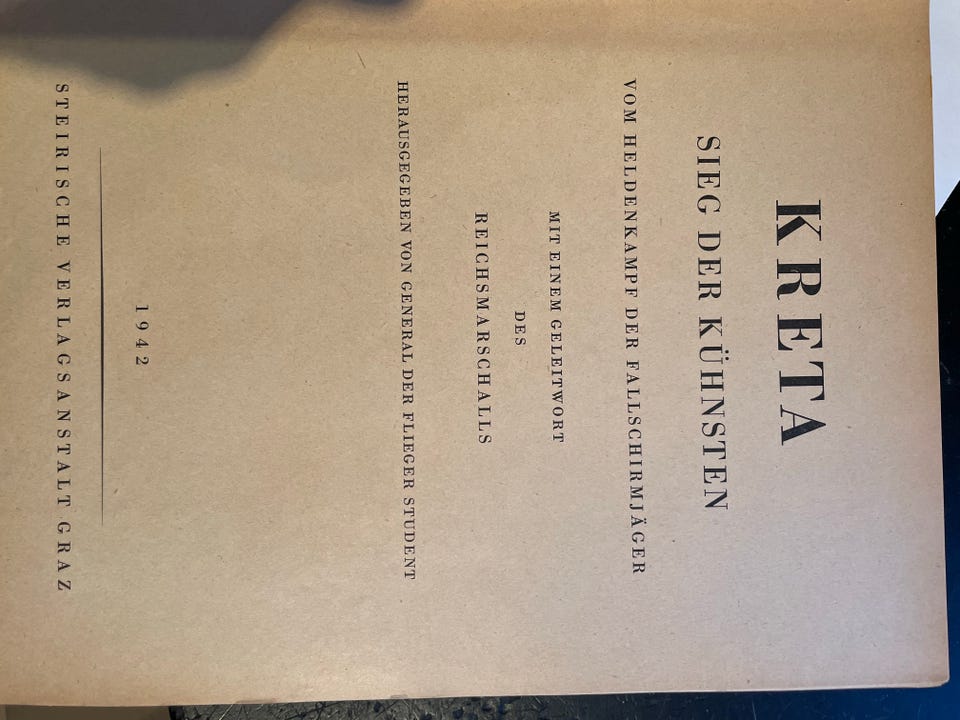 KRETA
SIEG DER KÜHNSTEN
VOM HELDENKAMPF DER FALLSCHIRMJÄGER
MIT EINEM GELEITWORT
DES
REICHSMARSCHALLS
HERAUSGEGEBEN VON GENERAL DER FLIEGER STUDENT
1942
STEIRISCHE VERLAGSANSTALT GRAZ